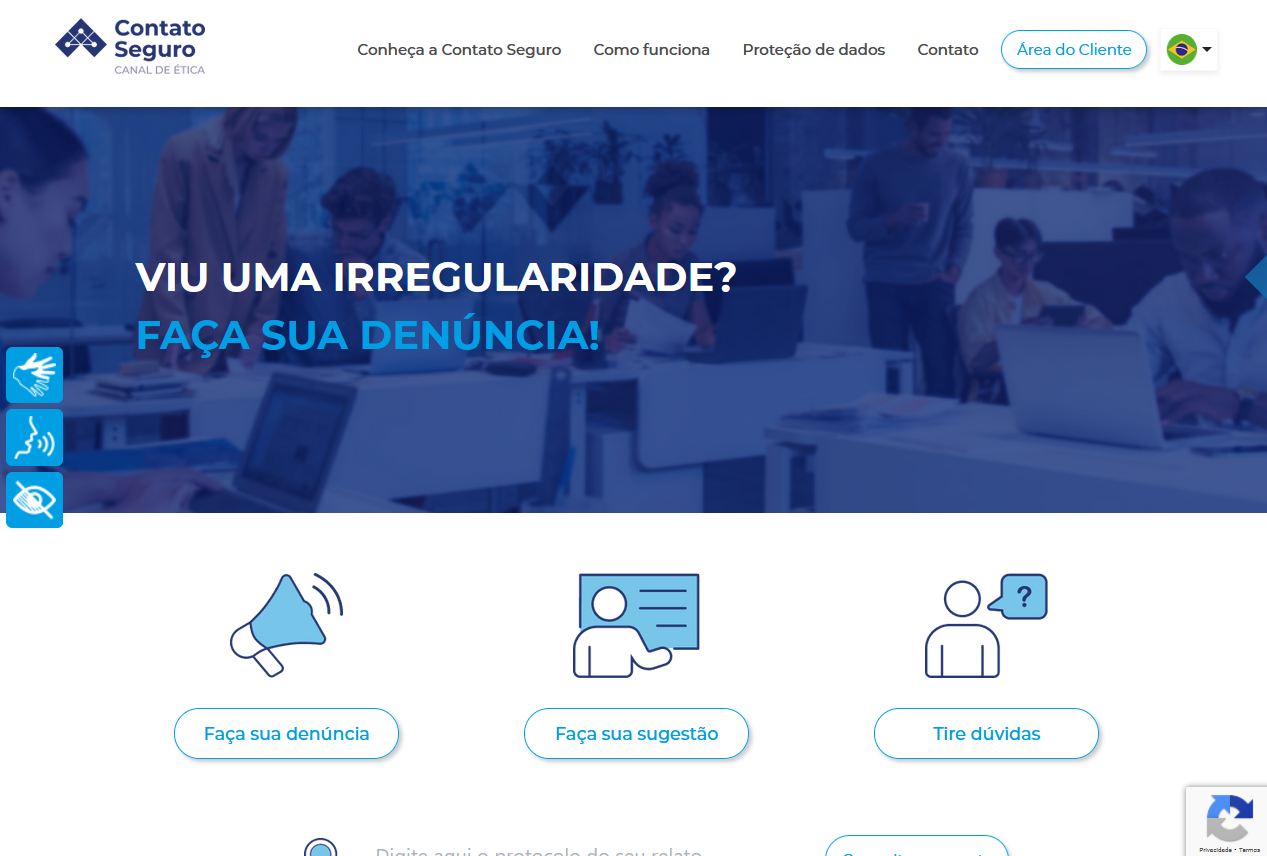 Contato
Seguro
CANAL DE ÉTICA
Conheça a Contato Seguro
Como funciona
Proteção de dados
Contato
Área do Cliente
VIU UMA IRREGULARIDADE?
FAÇA SUA DENÚNCIA!
?
Faça sua denúncia
Faça sua sugestão
Tire dúvidas
Digite aqui o protocolo do seu relato
Privacidade - Termos